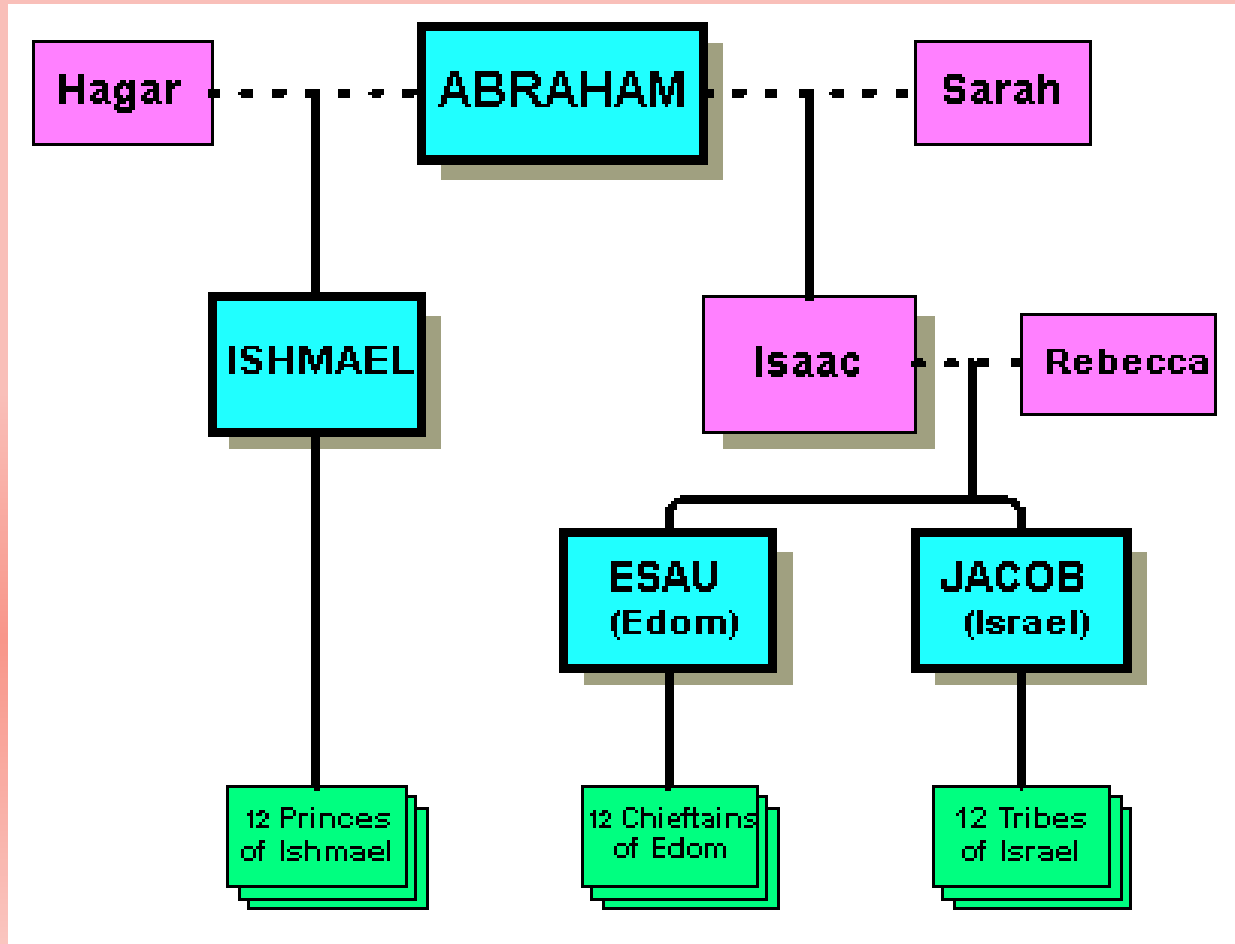 Hagar
ABRAHAM
Sarah
ISHMAEL
Isaac
Rebecca
ESAU
(Edom)
JACOB
(Israel)
12 Princes
of Ishmael
12 Chieftains
of Edom
12 Tribes
of Israel